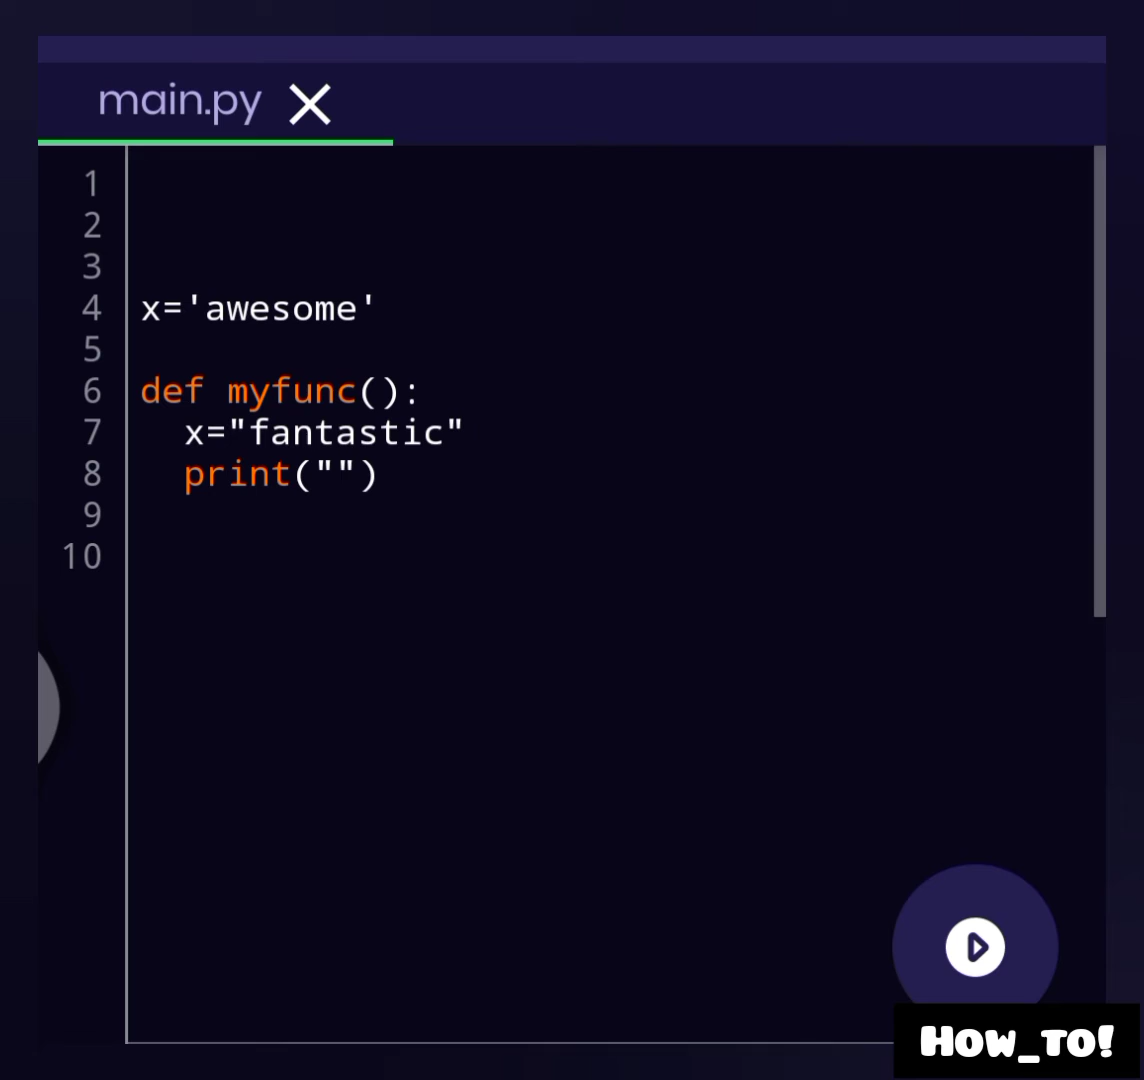 main.py
1
2
3
4 x='awesome'
5
6 def myfunc():
7   x="fantastic"
8   print("")
9
10
How_to!